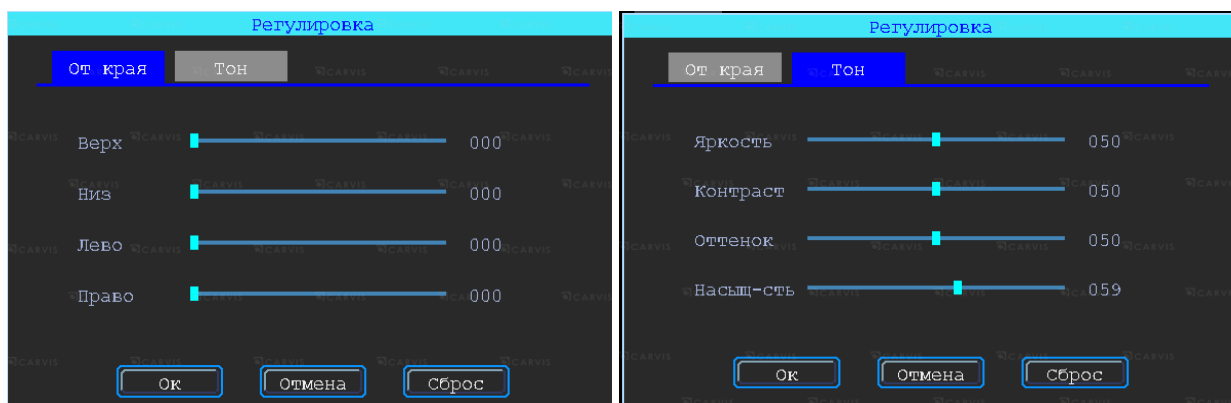 Регулировка
От края Тон
Верх 000
Низ 000
Лево 000
Право 000
Ок Отмена Сброс
Регулировка
От края Тон
Яркость 050
Контраст 050
Оттенок 050
Насыщ-сть 059
Ок Отмена Сброс
CARVIS